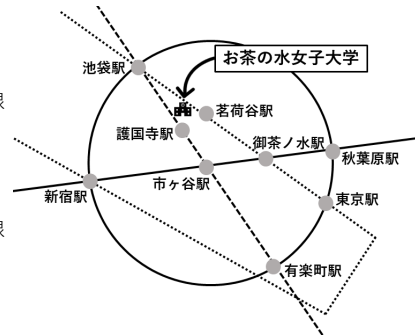 お茶の水女子大学
池袋駅
茗荷谷駅
護国寺駅
御茶ノ水駅
秋葉原駅
市ヶ谷駅
新宿駅
東京駅
有楽町駅